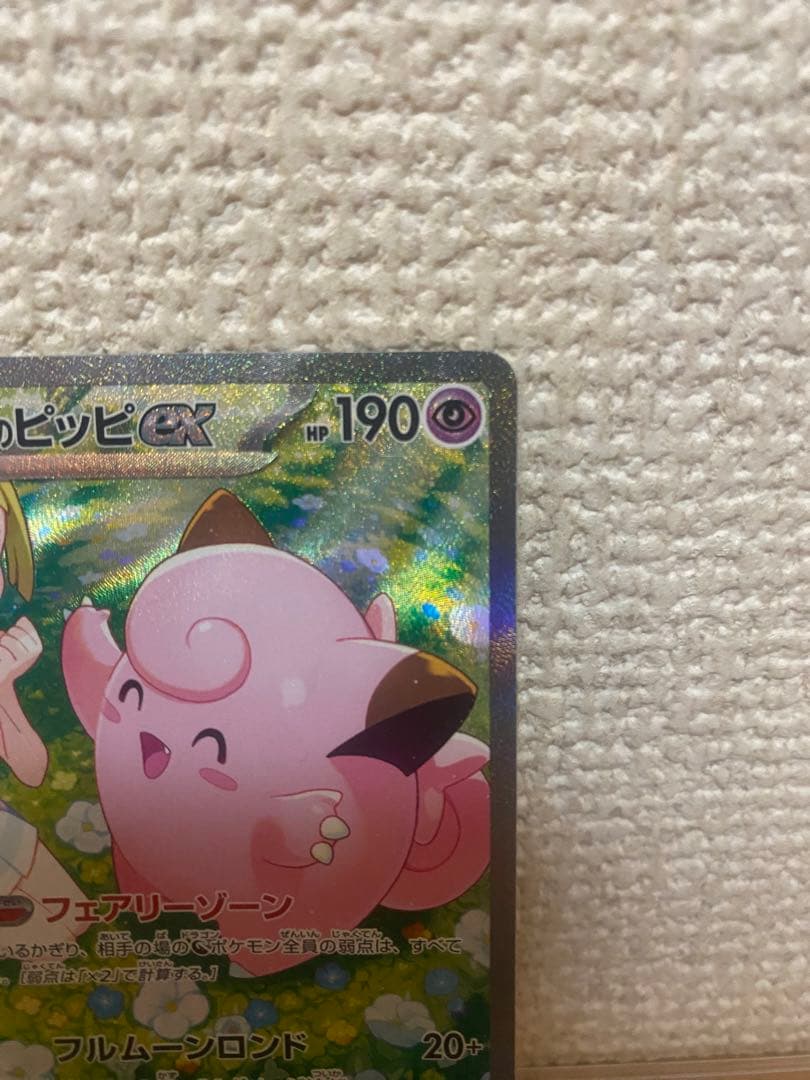 のピッピex HP 190
フェアリーゾーン
いるかぎり、相手の場のポケモン全員の弱点は、すべて
。[弱点は「×2」で計算する。]
フルムーンロンド 20+